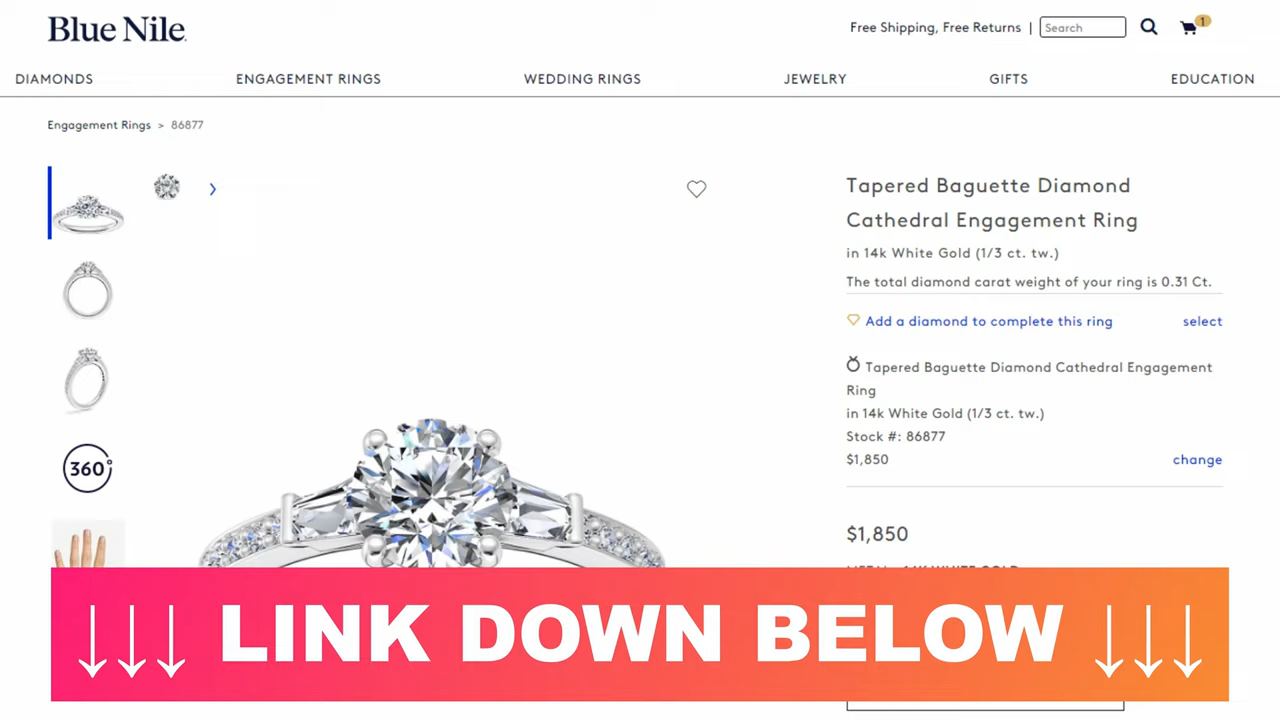 Blue Nile.
Free Shipping, Free Returns |
Search
1
DIAMONDS
ENGAGEMENT RINGS
WEDDING RINGS
JEWELRY
GIFTS
EDUCATION
Engagement Rings > 86877
360°
Tapered Baguette Diamond
Cathedral Engagement Ring
in 14k White Gold (1/3 ct. tw.)
The total diamond carat weight of your ring is 0.31 Ct.
Add a diamond to complete this ring
select
Tapered Baguette Diamond Cathedral Engagement
Ring
in 14k White Gold (1/3 ct. tw.)
Stock #: 86877
$1,850
change
$1,850
↓↓↓ LINK DOWN BELOW ↓↓↓